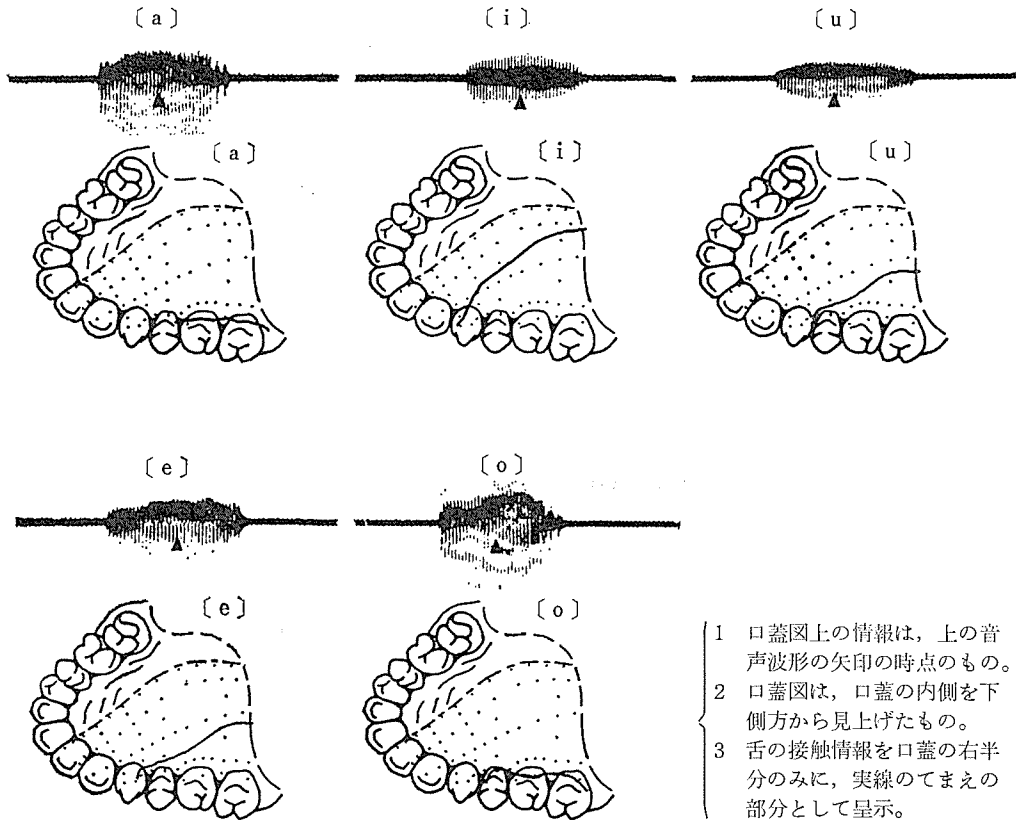 〔a〕 〔i〕 〔u〕
〔a〕 〔i〕 〔u〕
〔e〕 〔o〕
〔e〕 〔o〕
1 口蓋図上の情報は，上の音
声波形の矢印の時点のもの。
2 口蓋図は，口蓋の内側を下
側方から見上げたもの。
3 舌の接触情報を口蓋の右半
分のみに，実線のてまえの
部分として呈示。